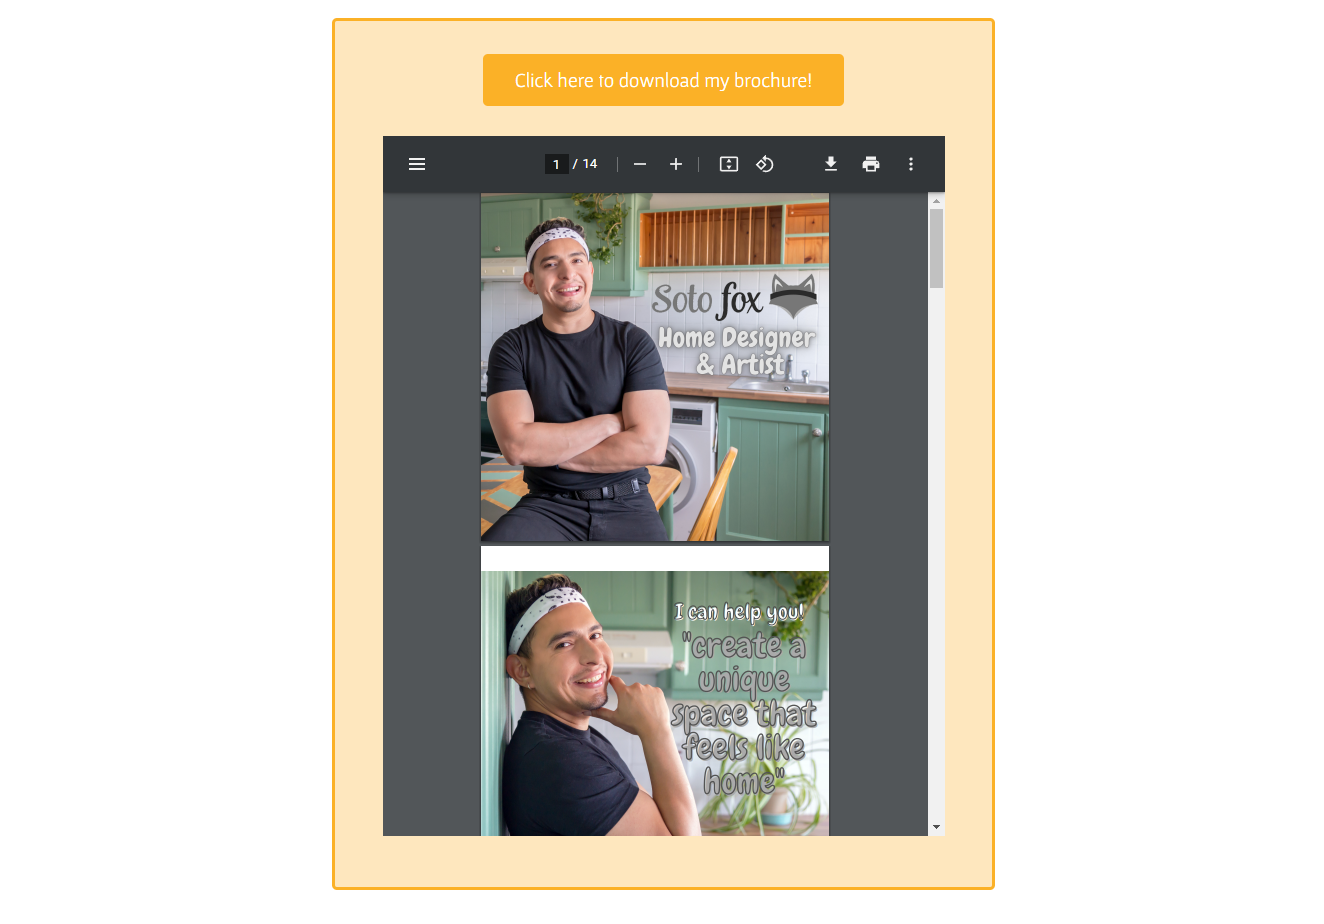 Click here to download my brochure!
1 / 14
Soto fox
Home Designer
& Artist
I can help you!
"create a
unique
space that
feels like
home"